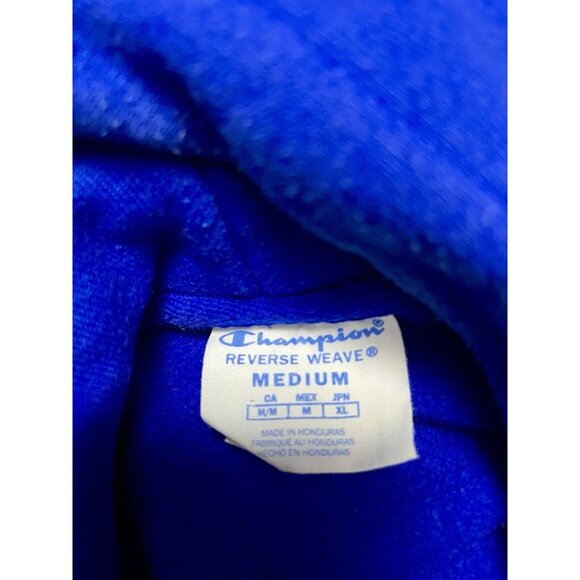 Champion
REVERSE WEAVE®
MEDIUM
CA MEX JPN
M/M M XL
MADE IN HONDURAS
FABRIQUÉ AU HONDURAS
HECHO EN HONDURAS